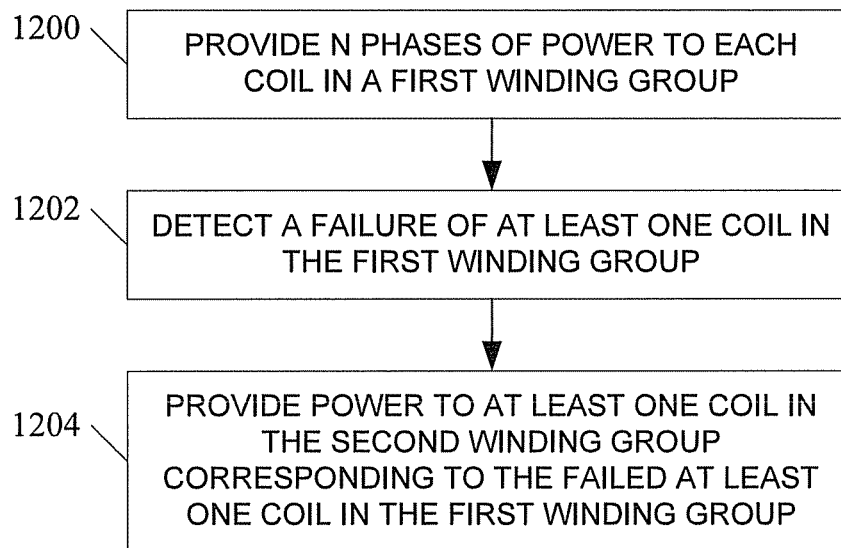 1200
PROVIDE N PHASES OF POWER TO EACH
COIL IN A FIRST WINDING GROUP
1202
DETECT A FAILURE OF AT LEAST ONE COIL IN
THE FIRST WINDING GROUP
1204
PROVIDE POWER TO AT LEAST ONE COIL IN
THE SECOND WINDING GROUP
CORRESPONDING TO THE FAILED AT LEAST
ONE COIL IN THE FIRST WINDING GROUP